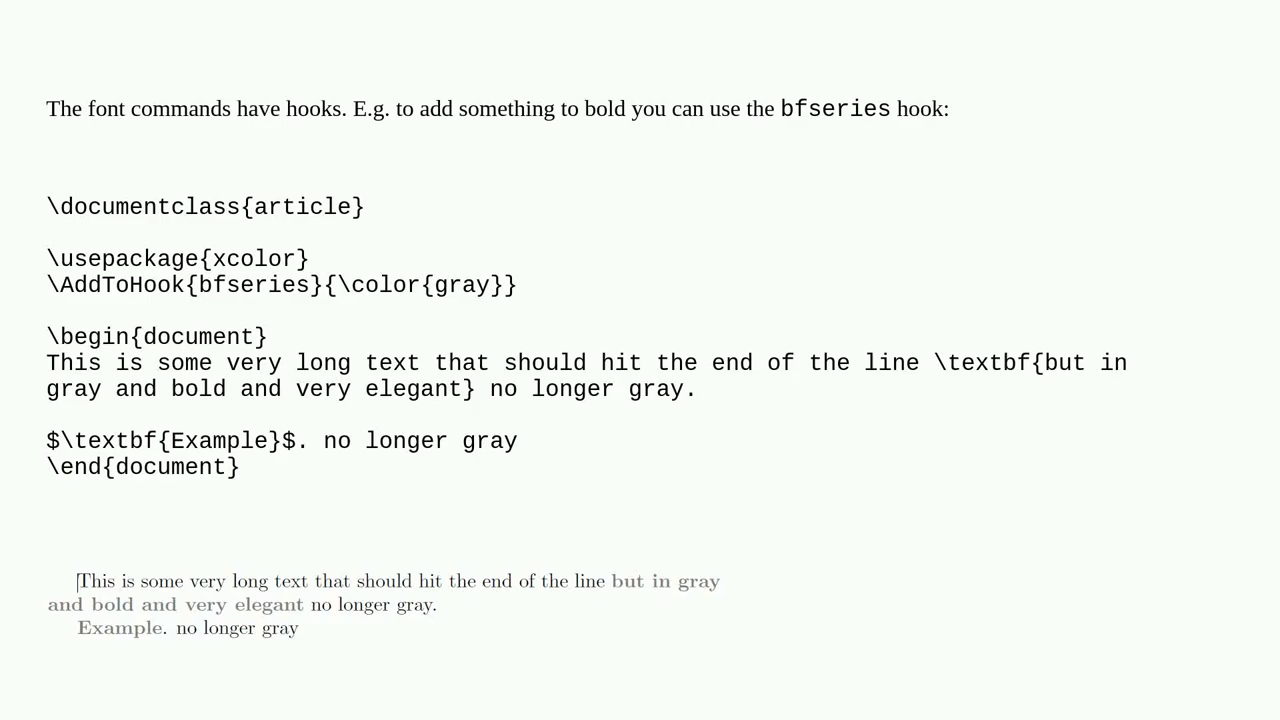 The font commands have hooks. E.g. to add something to bold you can use the bfseries hook:
\documentclass{article}
\usepackage{xcolor}
\AddToHook{bfseries}{\color{gray}}
\begin{document}
This is some very long text that should hit the end of the line \textbf{but in
gray and bold and very elegant} no longer gray.
$\textbf{Example}$. no longer gray
\end{document}
This is some very long text that should hit the end of the line but in gray
and bold and very elegant no longer gray.
Example. no longer gray